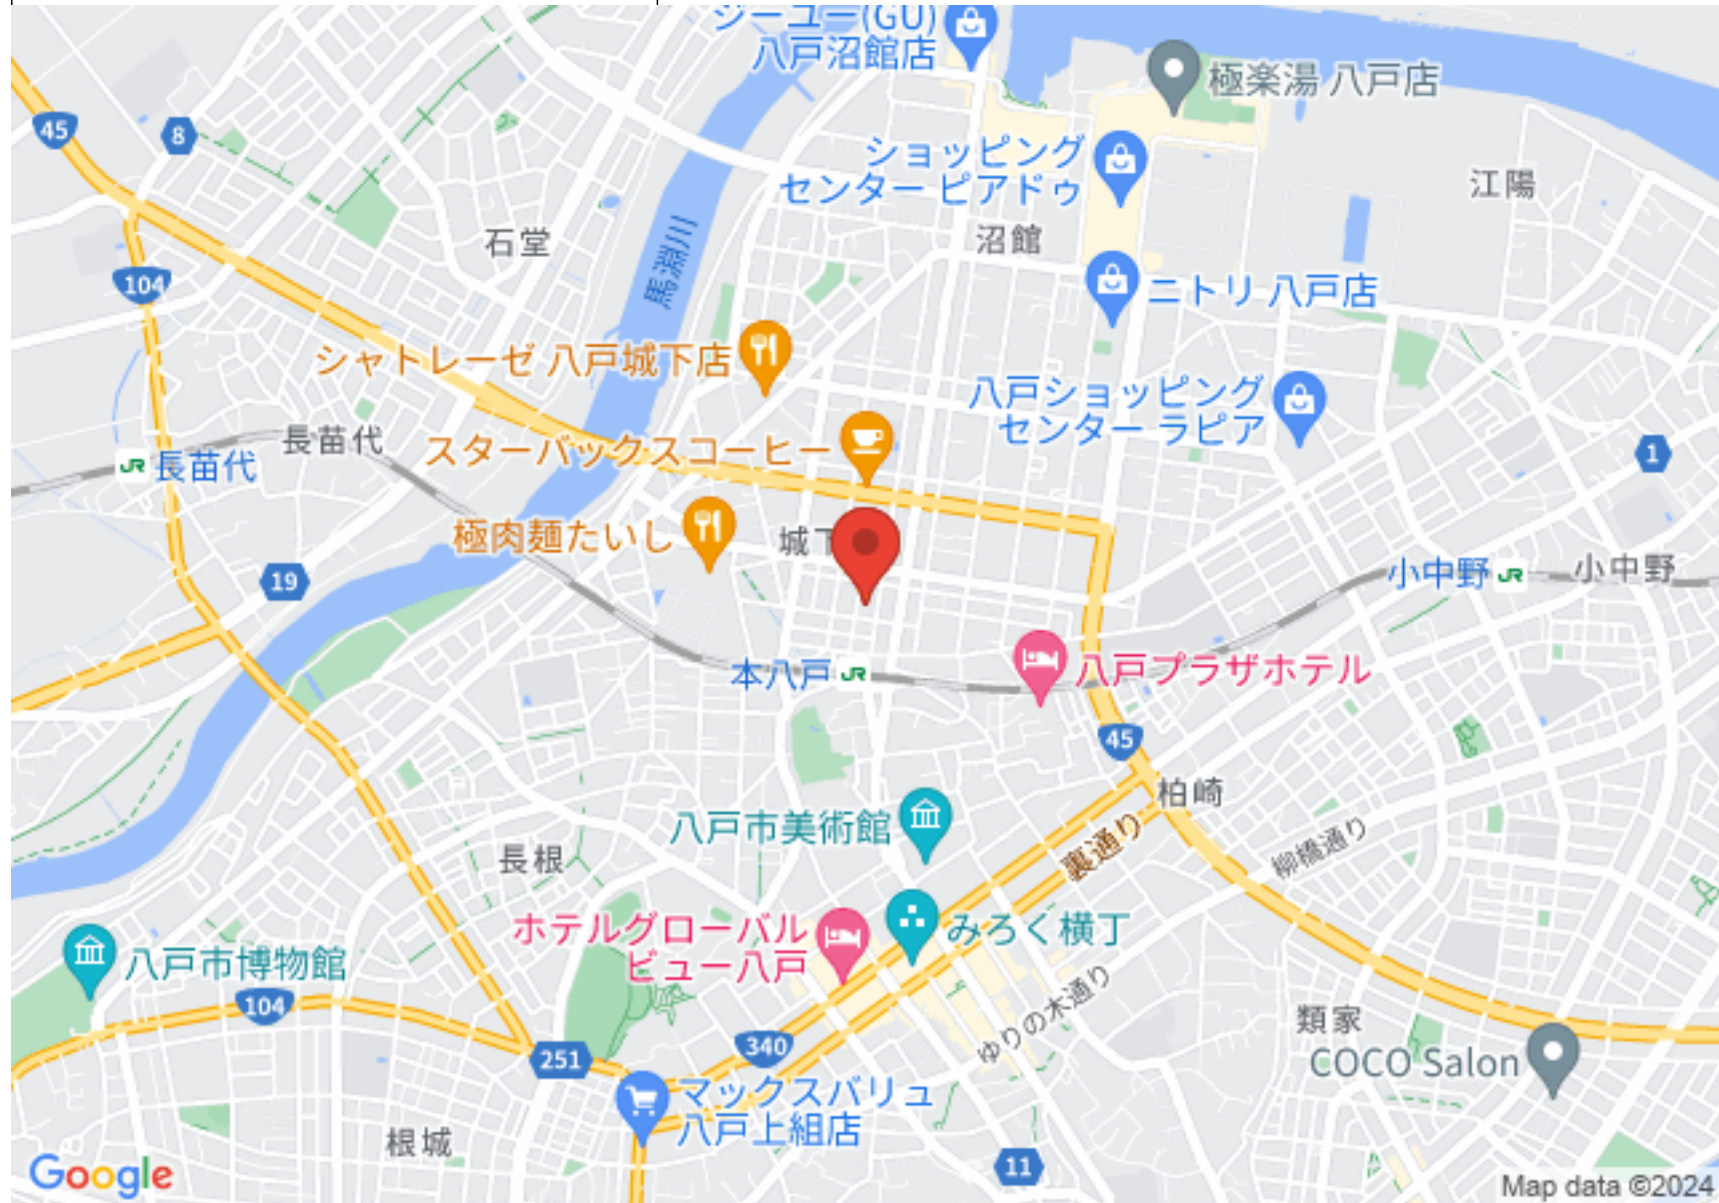 ジーユー(GU)
八戸沼館店
極楽湯 八戸店
45
8
ショッピング
センター ピアドゥ
江陽
石堂
沼館
馬淵川
104
ニトリ 八戸店
シャトレーゼ 八戸城下店
八戸ショッピング
センター ラピア
長苗代
スターバックスコーヒー
JR 長苗代
1
極肉麺たいし
城下
19
小中野 JR
小中野
本八戸 JR
八戸プラザホテル
45
柏崎
八戸市美術館
裏通り
柳橋通り
長根
ホテルグローバル
ビュー八戸
みろく横丁
八戸市博物館
104
ゆりの木通り
類家
340
251
COCO Salon
マックスバリュ
八戸上組店
根城
11
Google
Map data ©2024